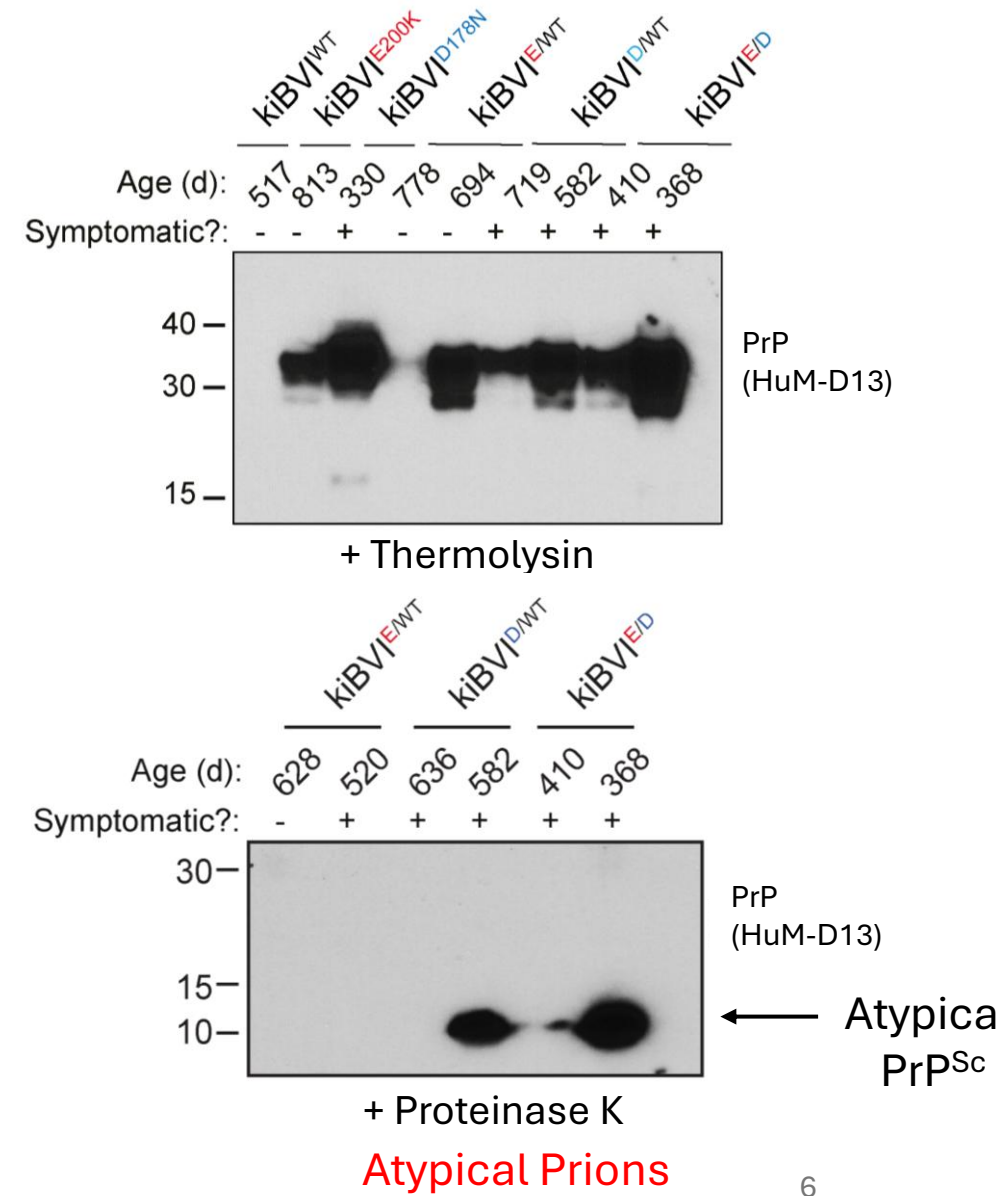 kiBVI^WT kiBVI^E200K kiBVI^D178N kiBVI^E/WT kiBVI^D/WT kiBVI^E/D
Age (d): 517 813 330 778 694 719 582 410 368
Symptomatic?: - - + - - + + + +
40
PrP
(HuM-D13)
30
15
+ Thermolysin
kiBVI^E/WT kiBVI^D/WT kiBVI^E/D
Age (d): 628 520 636 582 410 368
Symptomatic?: - + + + + +
30
PrP
(HuM-D13)
15
10
Atypica
PrP^Sc
+ Proteinase K
Atypical Prions
6